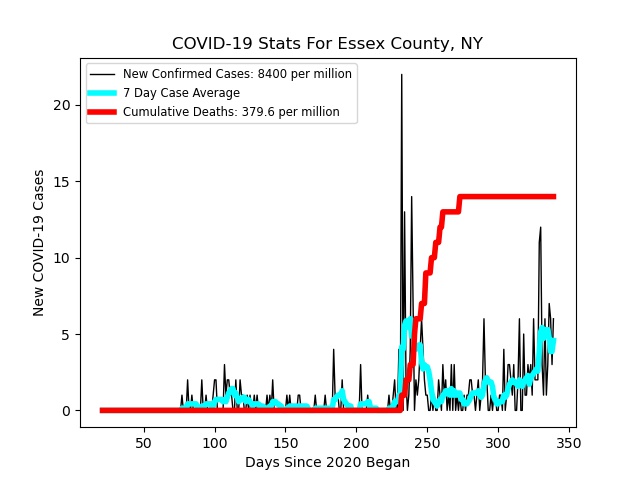 COVID-19 Stats For Essex County, NY
New Confirmed Cases: 8400 per million
7 Day Case Average
Cumulative Deaths: 379.6 per million
New COVID-19 Cases
20
15
10
5
0
50
100
150
200
250
300
350
Days Since 2020 Began